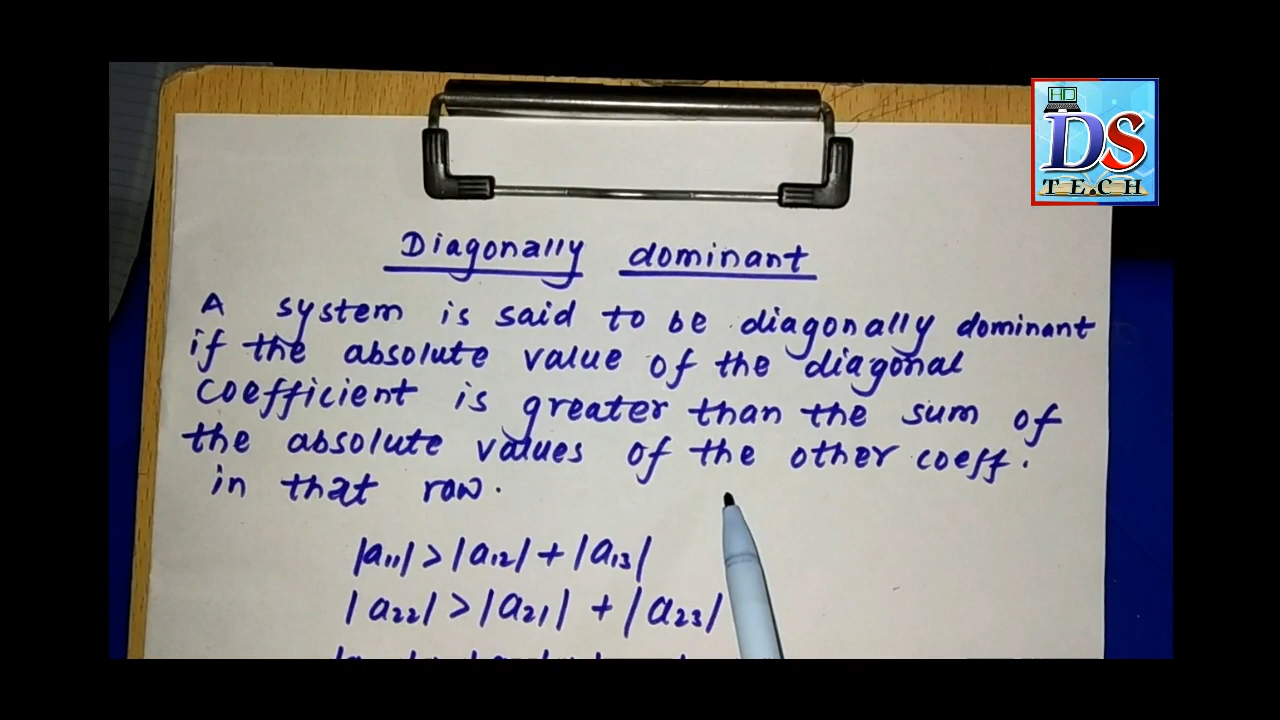 HD
DS
TECH
Diagonally dominant
A system is said to be diagonally dominant
if the absolute value of the diagonal
coefficient is greater than the sum of
the absolute values of the other coeff.
in that row.
|a₁₁| > |a₁₂| + |a₁₃|
|a₂₂| > |a₂₁| + |a₂₃|